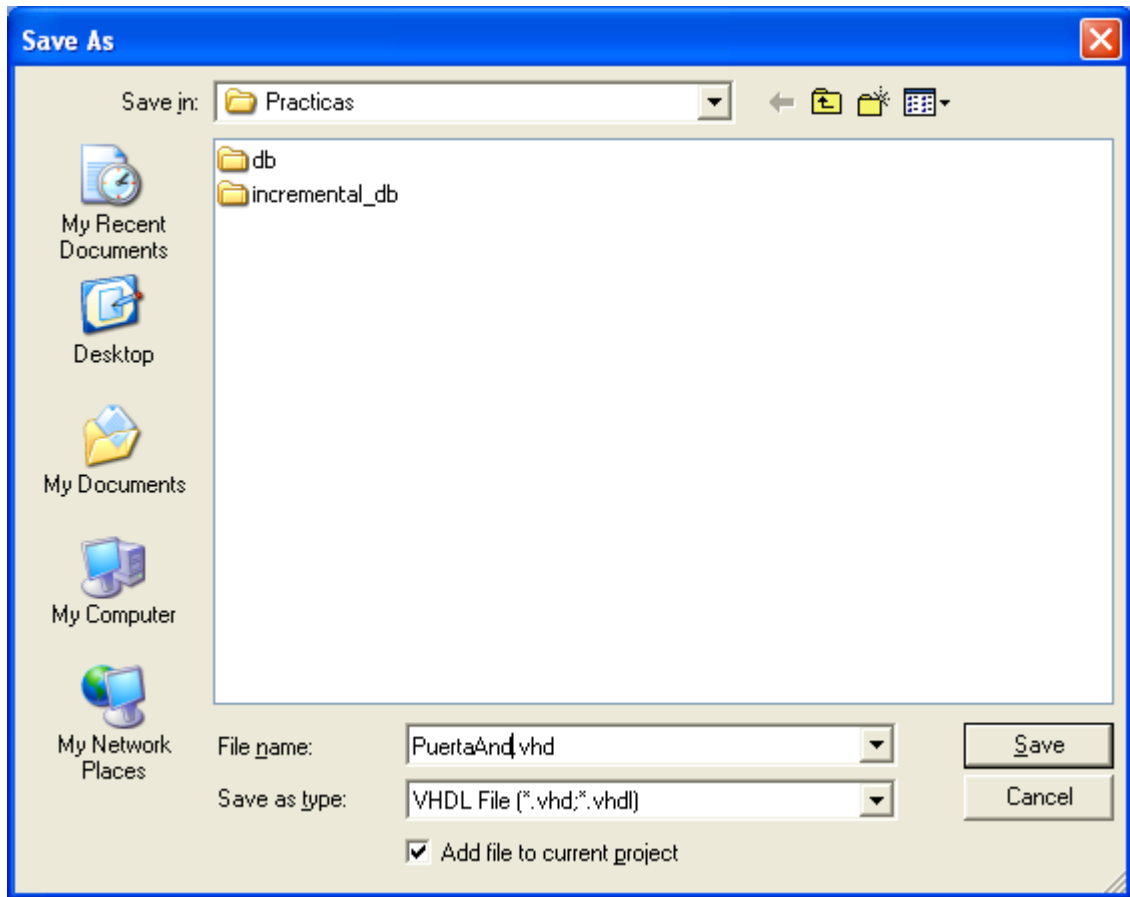 Save As
Save in:
Practicas
db
incremental_db
My Recent
Documents
Desktop
My Documents
My Computer
My Network
Places
File name:
PuertaAnd.vhd
Save
Save as type:
VHDL File (*.vhd;*.vhdl)
Cancel
Add file to current project